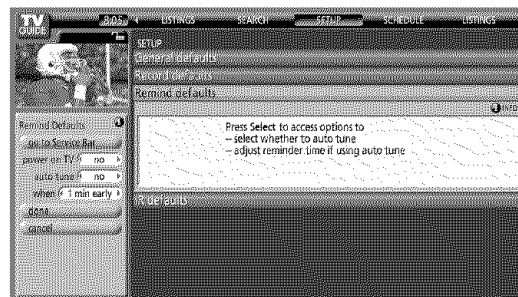 TV GUIDE
8:05
LISTINGS SEARCH SETUP SCHEDULE LISTINGS
SETUP
General defaults
Record defaults
Remind defaults
INFO
Press Select to access options to
-- select whether to auto tune
-- adjust reminder time if using auto tune
IR defaults
Remind Defaults
go to Service Bar
power on TV? no
auto tune? no
when 1 min early
done
cancel